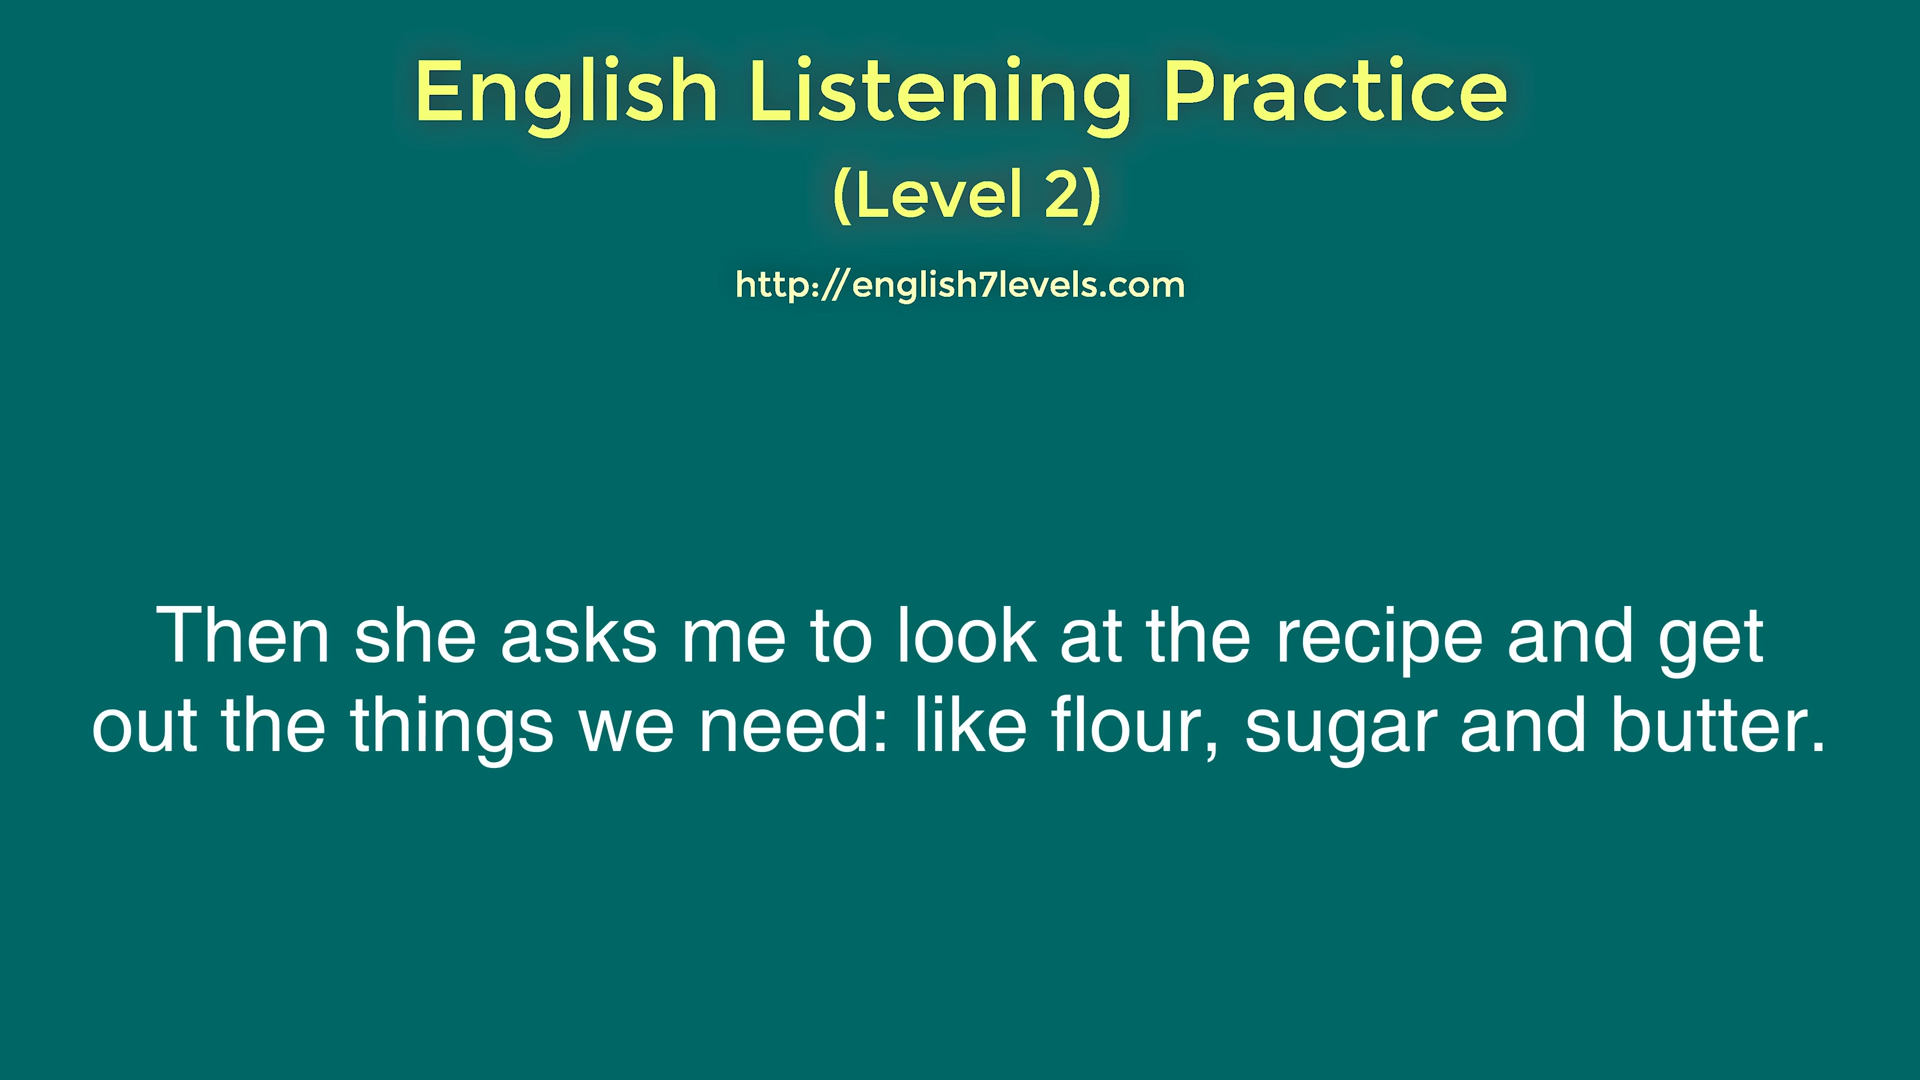 English Listening Practice
(Level 2)
http://english7levels.com
Then she asks me to look at the recipe and get
out the things we need: like flour, sugar and butter.